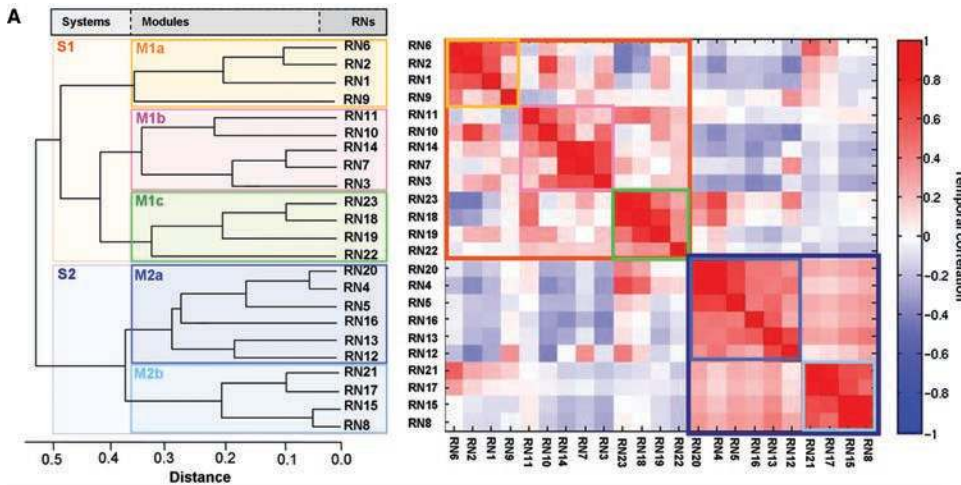 A
Systems Modules RNs
S1
M1a
RN6
RN2
RN1
RN9
M1b
RN11
RN10
RN14
RN7
RN3
M1c
RN23
RN18
RN19
RN22
S2
M2a
RN20
RN4
RN5
RN16
RN13
RN12
M2b
RN21
RN17
RN15
RN8
0.5 0.4 0.3 0.2 0.1 0.0
Distance
RN6
RN2
RN1
RN9
RN11
RN10
RN14
RN7
RN3
RN23
RN18
RN19
RN22
RN20
RN4
RN5
RN16
RN13
RN12
RN21
RN17
RN15
RN8
RN6 RN2 RN1 RN9 RN11 RN10 RN14 RN7 RN3 RN23 RN18 RN19 RN22 RN20 RN4 RN5 RN16 RN13 RN12 RN21 RN17 RN15 RN8
1
0.8
0.6
0.4
0.2
0
−0.2
−0.4
−0.6
−0.8
−1
Temporal correlation